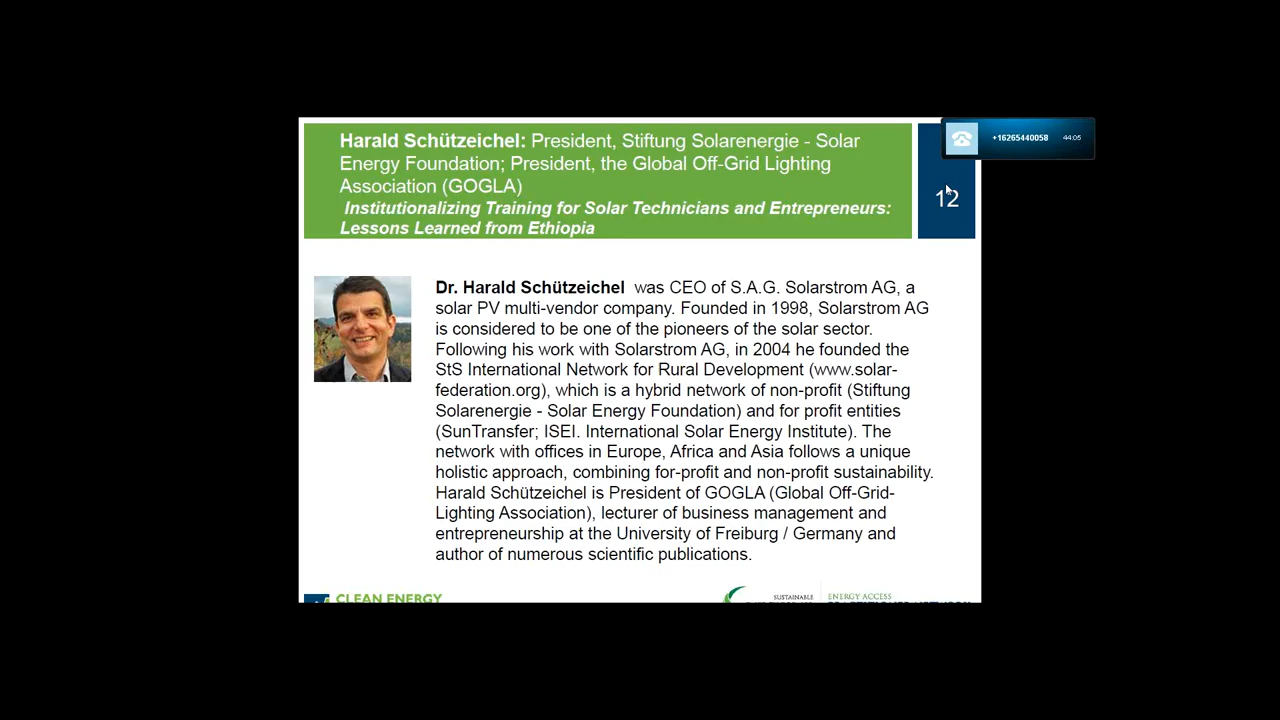 Harald Schützeichel: President, Stiftung Solarenergie - Solar
Energy Foundation; President, the Global Off-Grid Lighting
Association (GOGLA)
Institutionalizing Training for Solar Technicians and Entrepreneurs:
Lessons Learned from Ethiopia
12
+16265440058 44:05
Dr. Harald Schützeichel was CEO of S.A.G. Solarstrom AG, a
solar PV multi-vendor company. Founded in 1998, Solarstrom AG
is considered to be one of the pioneers of the solar sector.
Following his work with Solarstrom AG, in 2004 he founded the
StS International Network for Rural Development (www.solar-
federation.org), which is a hybrid network of non-profit (Stiftung
Solarenergie - Solar Energy Foundation) and for profit entities
(SunTransfer; ISEI. International Solar Energy Institute). The
network with offices in Europe, Africa and Asia follows a unique
holistic approach, combining for-profit and non-profit sustainability.
Harald Schützeichel is President of GOGLA (Global Off-Grid-
Lighting Association), lecturer of business management and
entrepreneurship at the University of Freiburg / Germany and
author of numerous scientific publications.
CLEAN ENERGY
SUSTAINABLE
ENERGY ACCESS